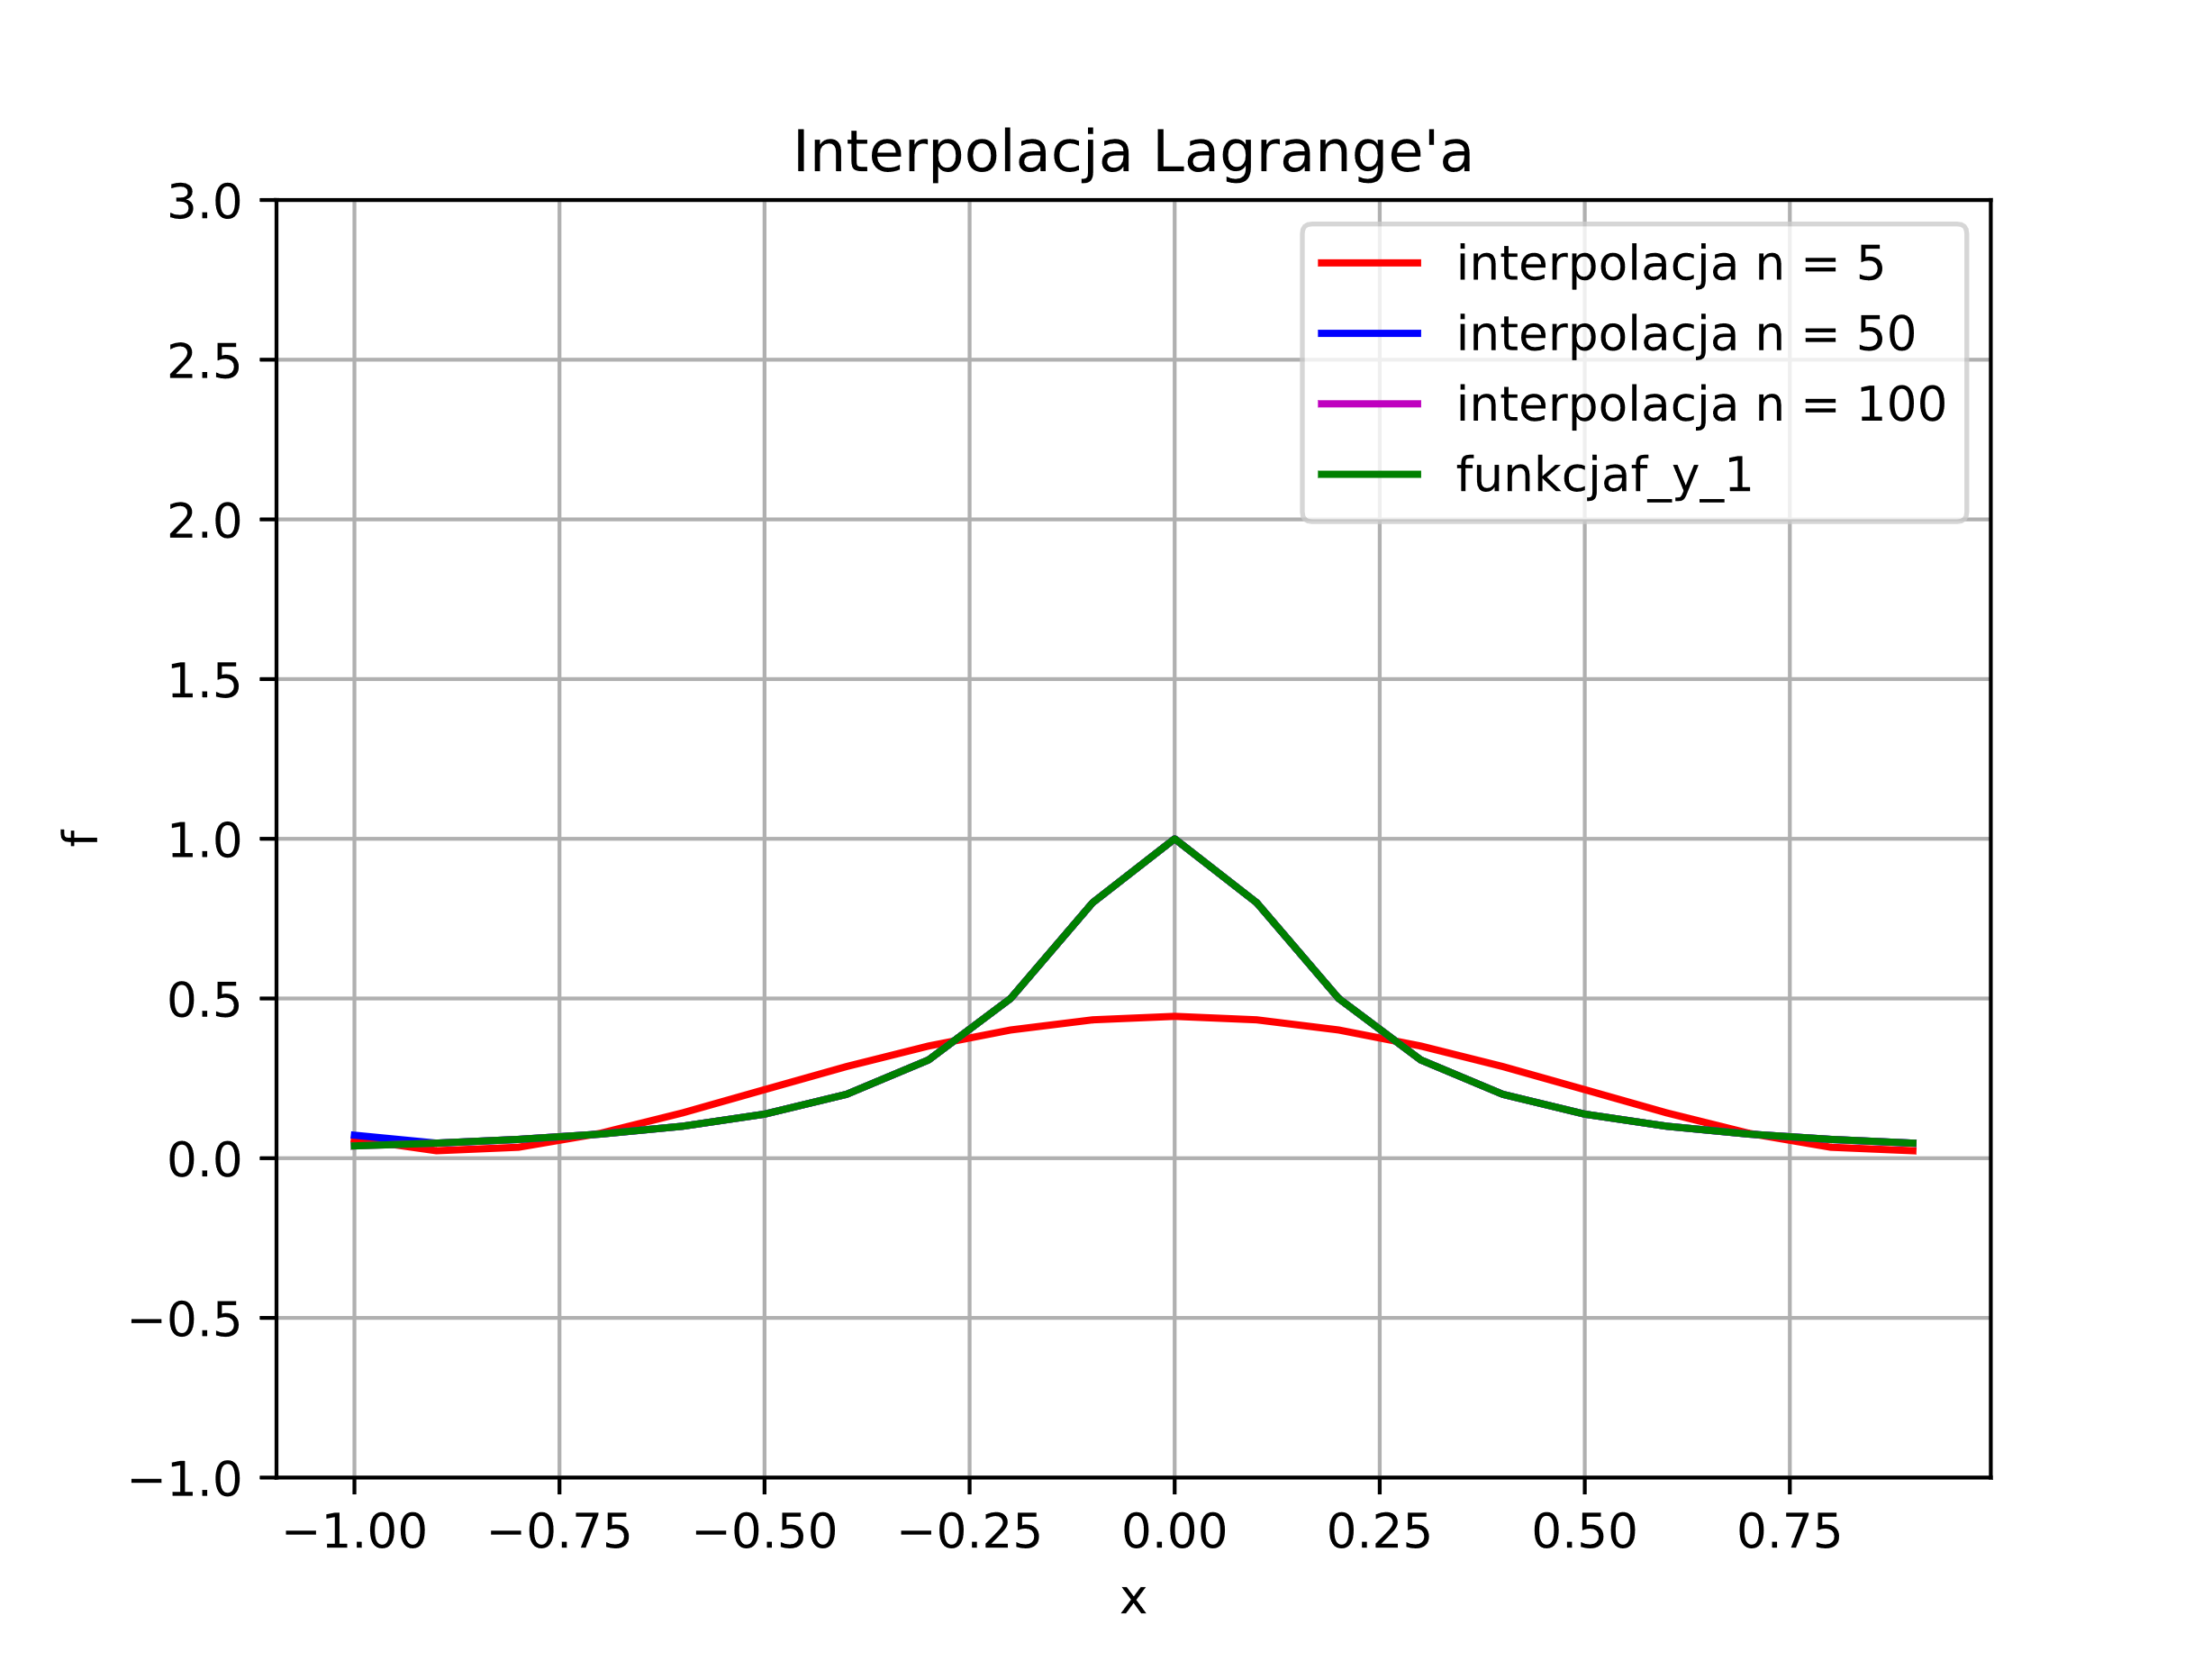 Interpolacja Lagrange'a
3.0
2.5
2.0
1.5
1.0
0.5
0.0
−0.5
−1.0
f
interpolacja n = 5
interpolacja n = 50
interpolacja n = 100
funkcjaf_y_1
−1.00 −0.75 −0.50 −0.25 0.00 0.25 0.50 0.75
x